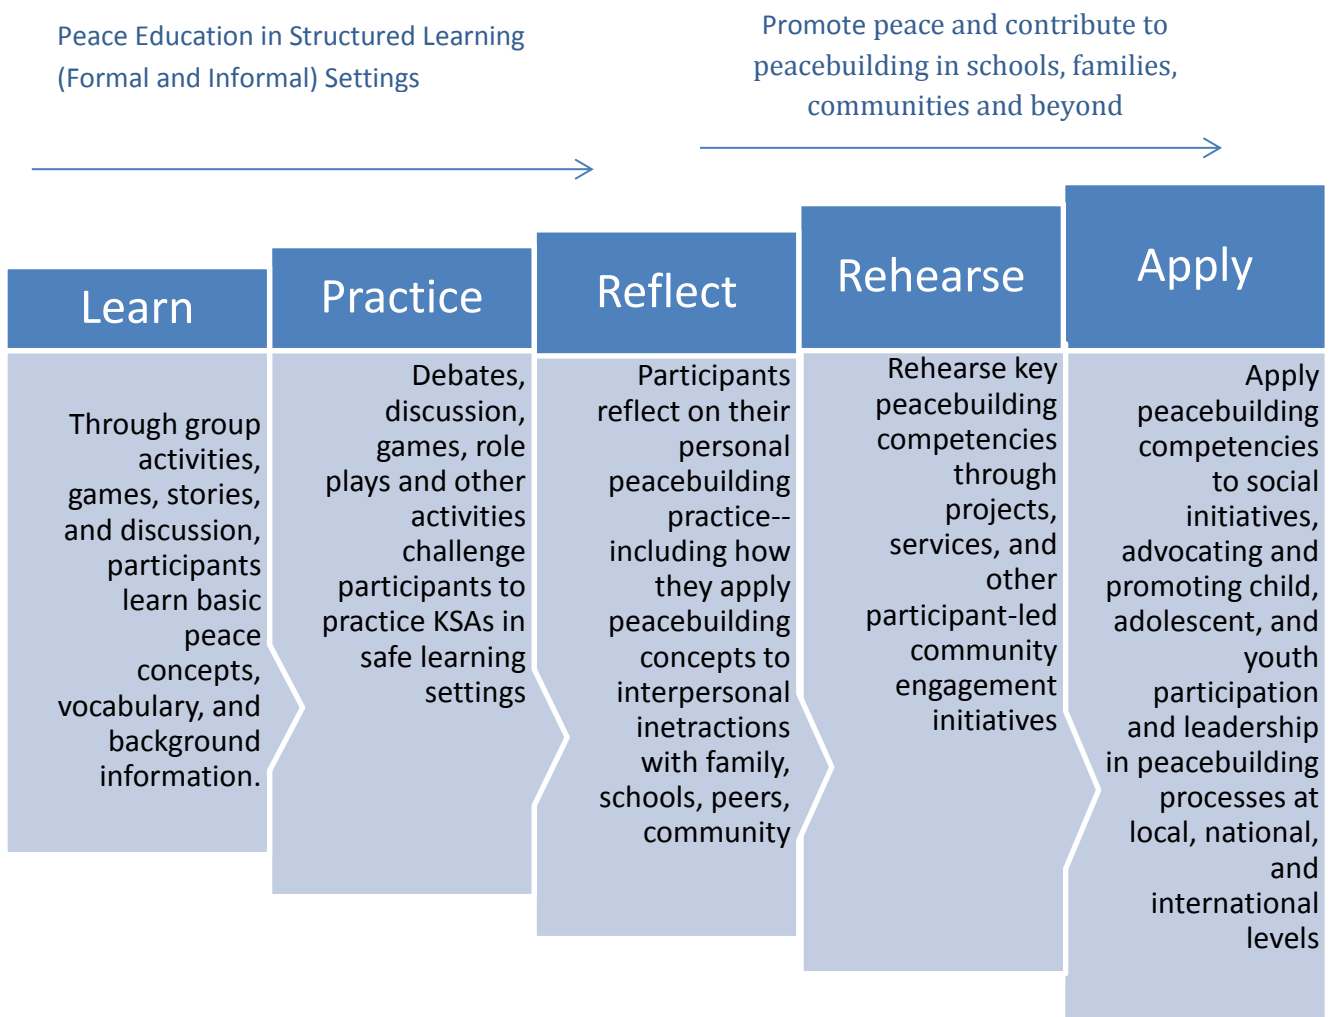 Peace Education in Structured Learning
(Formal and Informal) Settings
Promote peace and contribute to
peacebuilding in schools, families,
communities and beyond
Learn
Through group
activities,
games, stories,
and discussion,
participants
learn basic
peace
concepts,
vocabulary, and
background
information.
Practice
Debates,
discussion,
games, role
plays and other
activities
challenge
participants to
practice KSAs in
safe learning
settings
Reflect
Participants
reflect on their
personal
peacebuilding
practice--
including how
they apply
peacebuilding
concepts to
interpersonal
inetractions
with family,
schools, peers,
community
Rehearse
Rehearse key
peacebuilding
competencies
through
projects,
services, and
other
participant-led
community
engagement
initiatives
Apply
Apply
peacebuilding
competencies
to social
initiatives,
advocating and
promoting child,
adolescent, and
youth
participation
and leadership
in peacebuilding
processes at
local, national,
and
international
levels